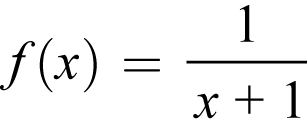 f(x) = 1/(x + 1)